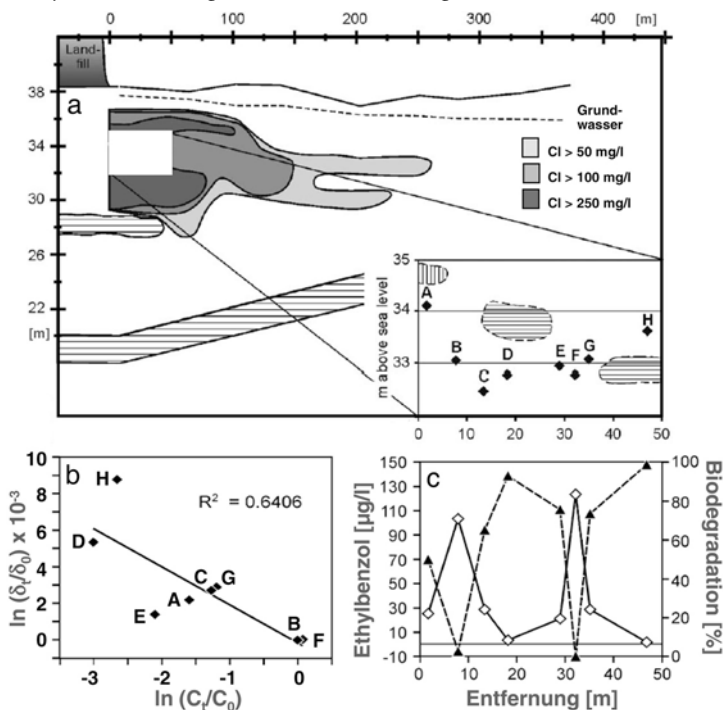 0 100 200 300 400 [m]
Land-
fill
a
38
34
30
26
22
[m]
Grund-
wasser
Cl > 50 mg/l
Cl > 100 mg/l
Cl > 250 mg/l
m above sea level
35
34
33
A
B
C
D
E
F
G
H
0 10 20 30 40 50
b
ln (δt/δ0) x 10⁻³
10
8
6
4
2
0
H
R² = 0.6406
D
C G
A
E
B
F
-3 -2 -1 0
ln (Ct/C0)
c
Ethylbenzol [µg/l]
150
130
110
90
70
50
30
10
-10
100
80
60
40
20
0
Biodegradation [%]
0 10 20 30 40 50
Entfernung [m]